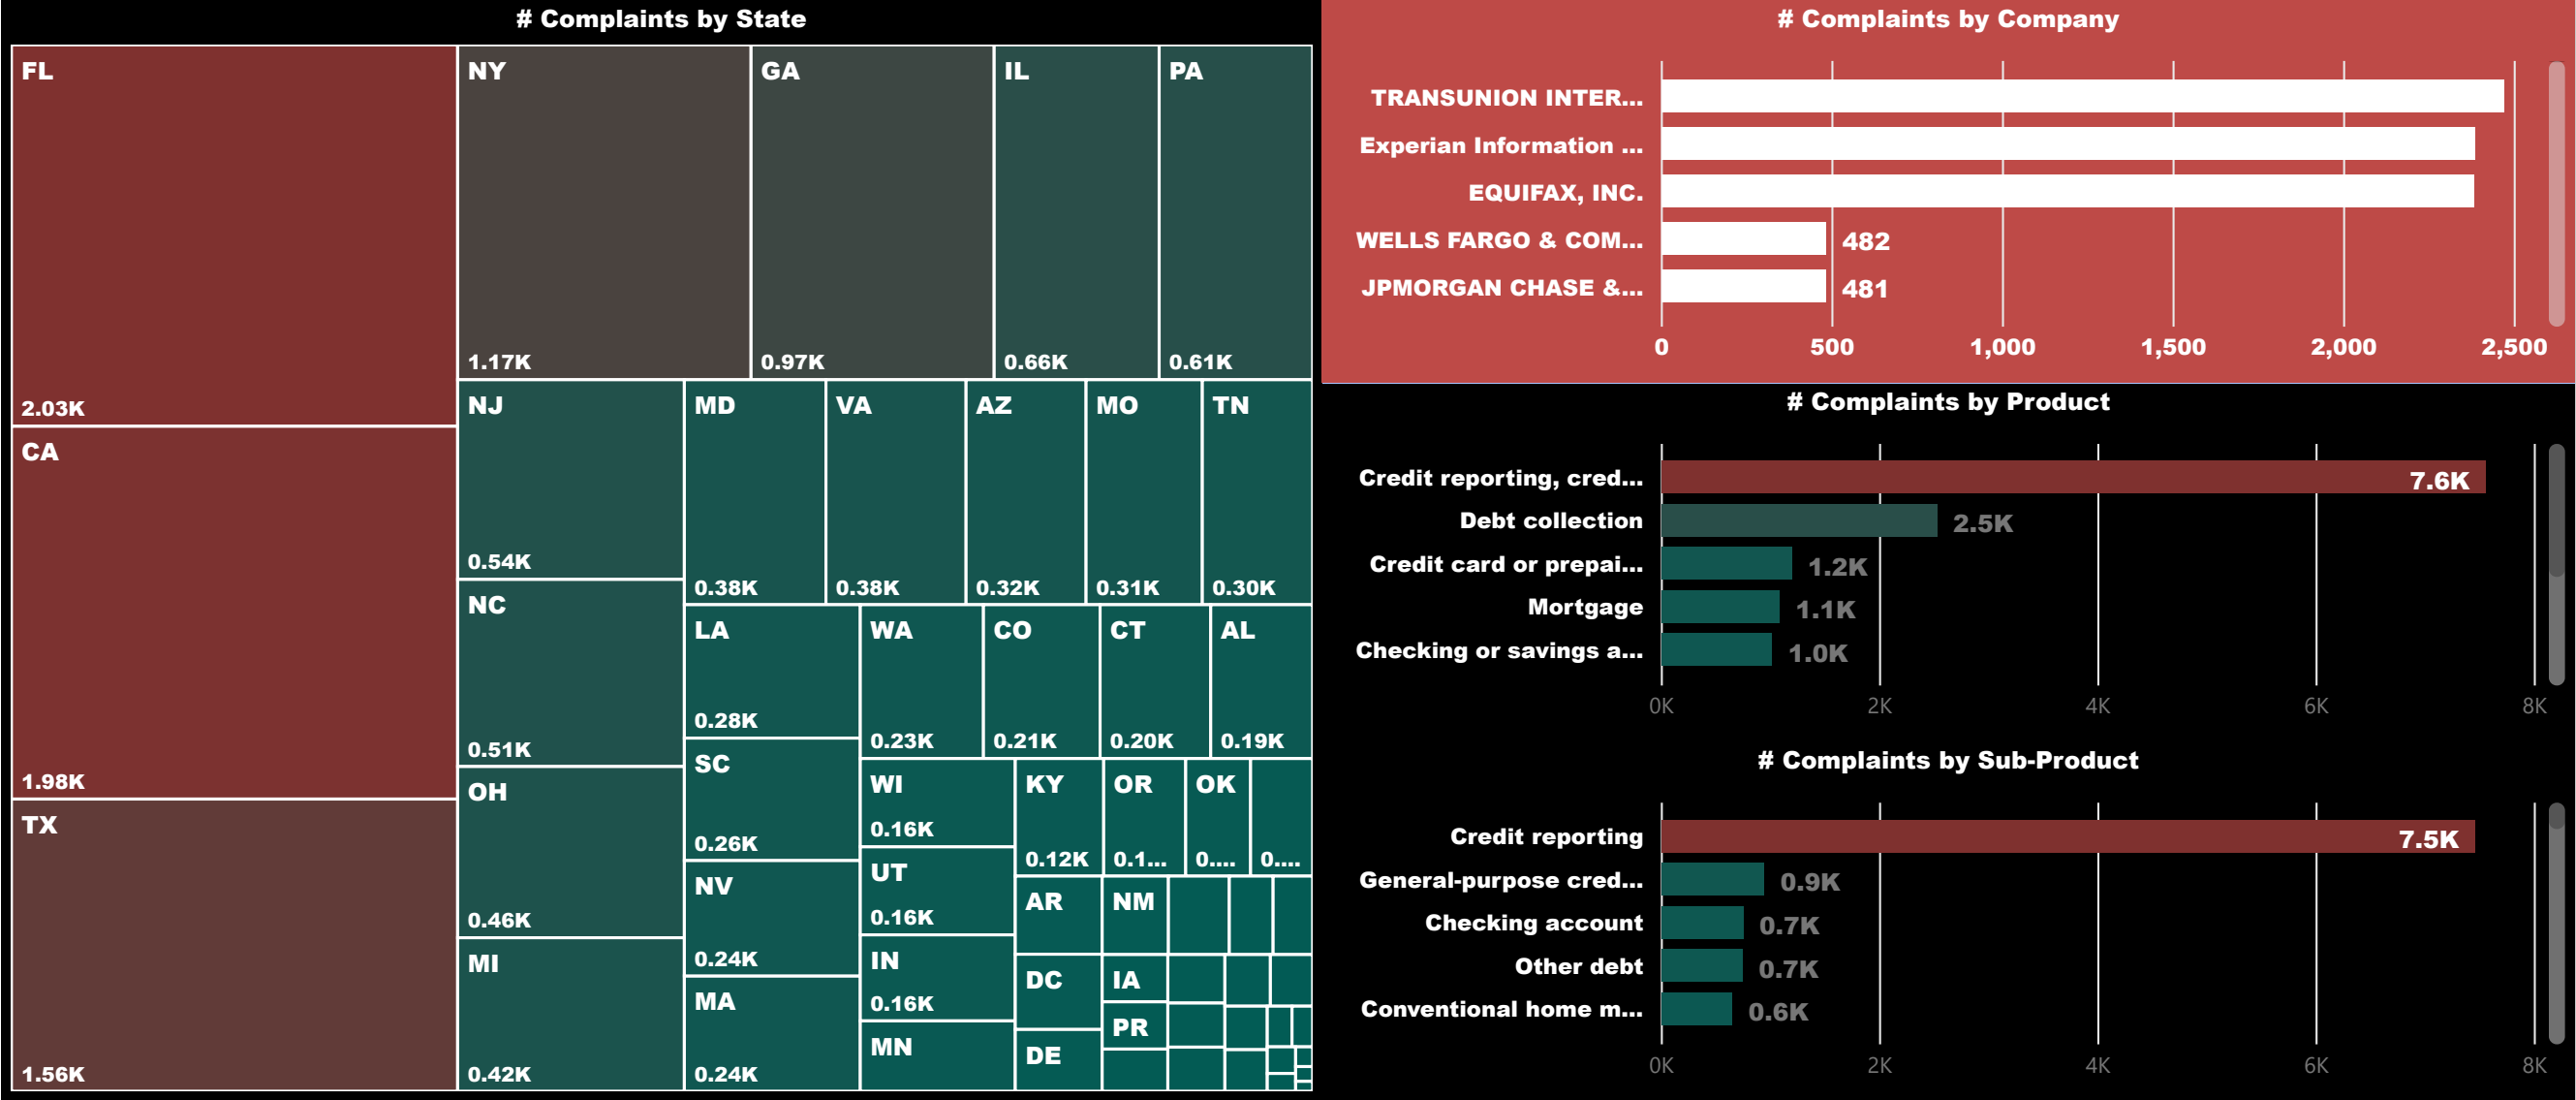 # Complaints by State
FL
2.03K
CA
1.98K
TX
1.56K
NY
1.17K
GA
0.97K
IL
0.66K
PA
0.61K
NJ
0.54K
NC
0.51K
OH
0.46K
MI
0.42K
MD
0.38K
VA
0.38K
AZ
0.32K
MO
0.31K
TN
0.30K
LA
0.28K
SC
0.26K
NV
0.24K
MA
0.24K
WA
0.23K
CO
0.21K
CT
0.20K
AL
0.19K
WI
0.16K
UT
0.16K
IN
0.16K
MN
KY
0.12K
OR
0.1...
OK
0....
0....
AR
DC
DE
NM
IA
PR
# Complaints by Company
TRANSUNION INTER...
Experian Information ...
EQUIFAX, INC.
WELLS FARGO & COM... 482
JPMORGAN CHASE &... 481
0 500 1,000 1,500 2,000 2,500
# Complaints by Product
Credit reporting, cred... 7.6K
Debt collection 2.5K
Credit card or prepai... 1.2K
Mortgage 1.1K
Checking or savings a... 1.0K
0K 2K 4K 6K 8K
# Complaints by Sub-Product
Credit reporting 7.5K
General-purpose cred... 0.9K
Checking account 0.7K
Other debt 0.7K
Conventional home m... 0.6K
0K 2K 4K 6K 8K